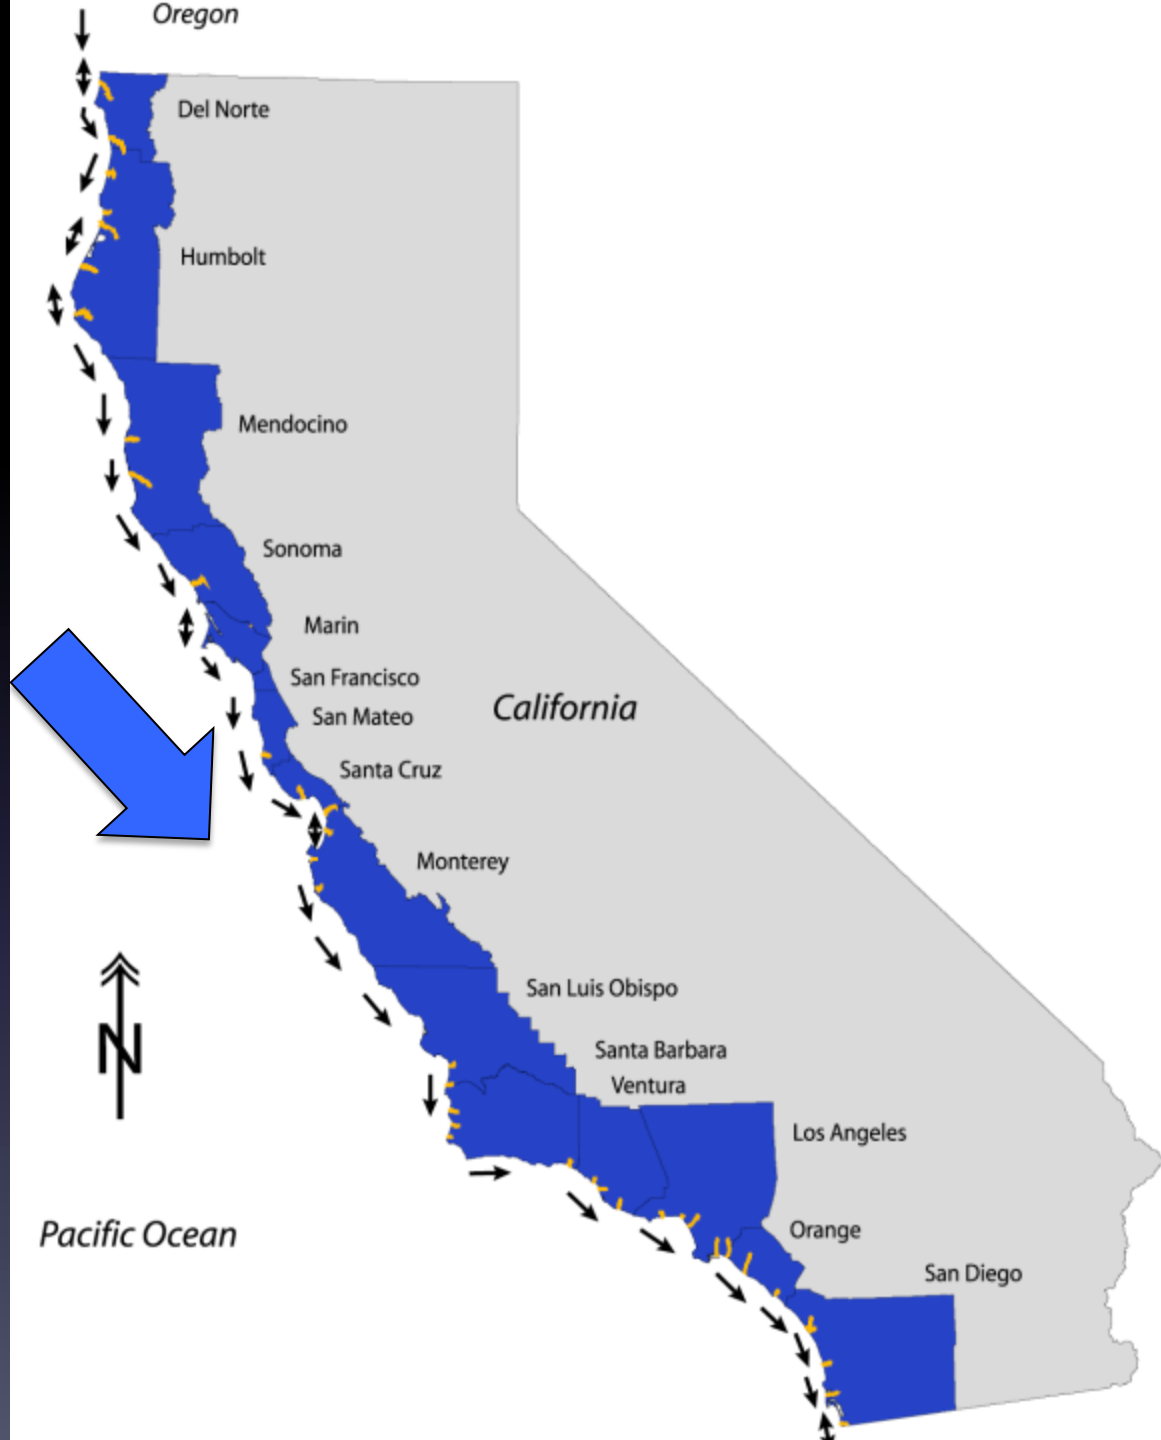 Oregon
Del Norte
Humbolt
Mendocino
Sonoma
Marin
San Francisco
California
San Mateo
Santa Cruz
Monterey
San Luis Obispo
N
Santa Barbara
Ventura
Los Angeles
Pacific Ocean
Orange
San Diego